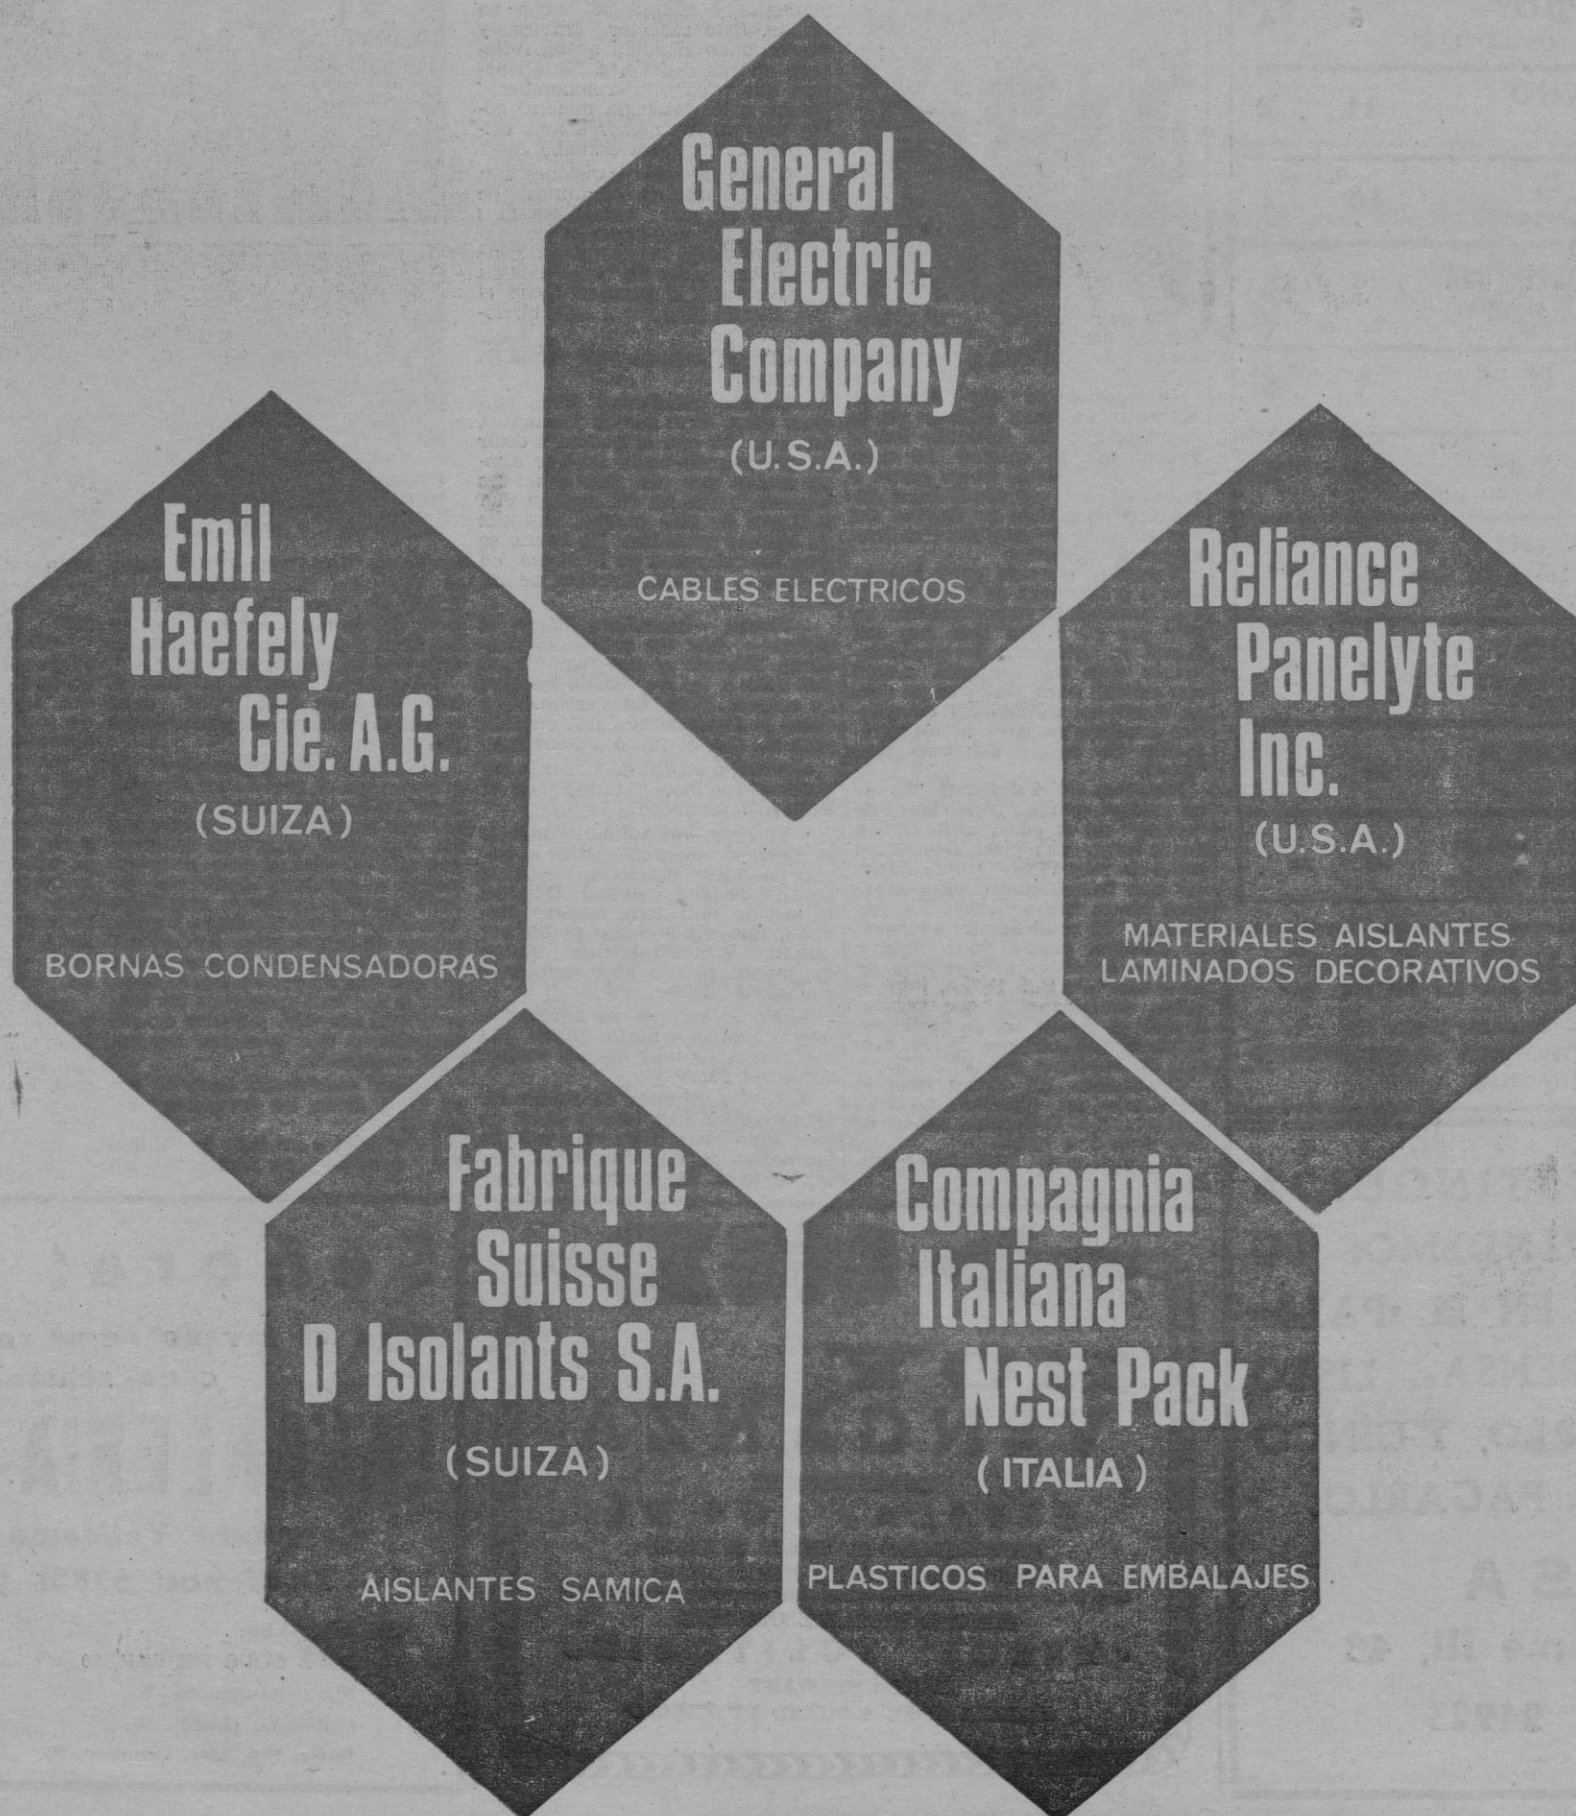 General
Electric
Company
(U.S.A.)
CABLES ELECTRICOS
Emil
Haefely
Cie. A.G.
(SUIZA)
BORNAS CONDENSADORAS
Reliance
Panelyte
Inc.
(U.S.A.)
MATERIALES AISLANTES
LAMINADOS DECORATIVOS
Fabrique
Suisse
D Isolants S.A.
(SUIZA)
AISLANTES SAMICA
Compagnia
Italiana
Nest Pack
(ITALIA)
PLASTICOS PARA EMBALAJES